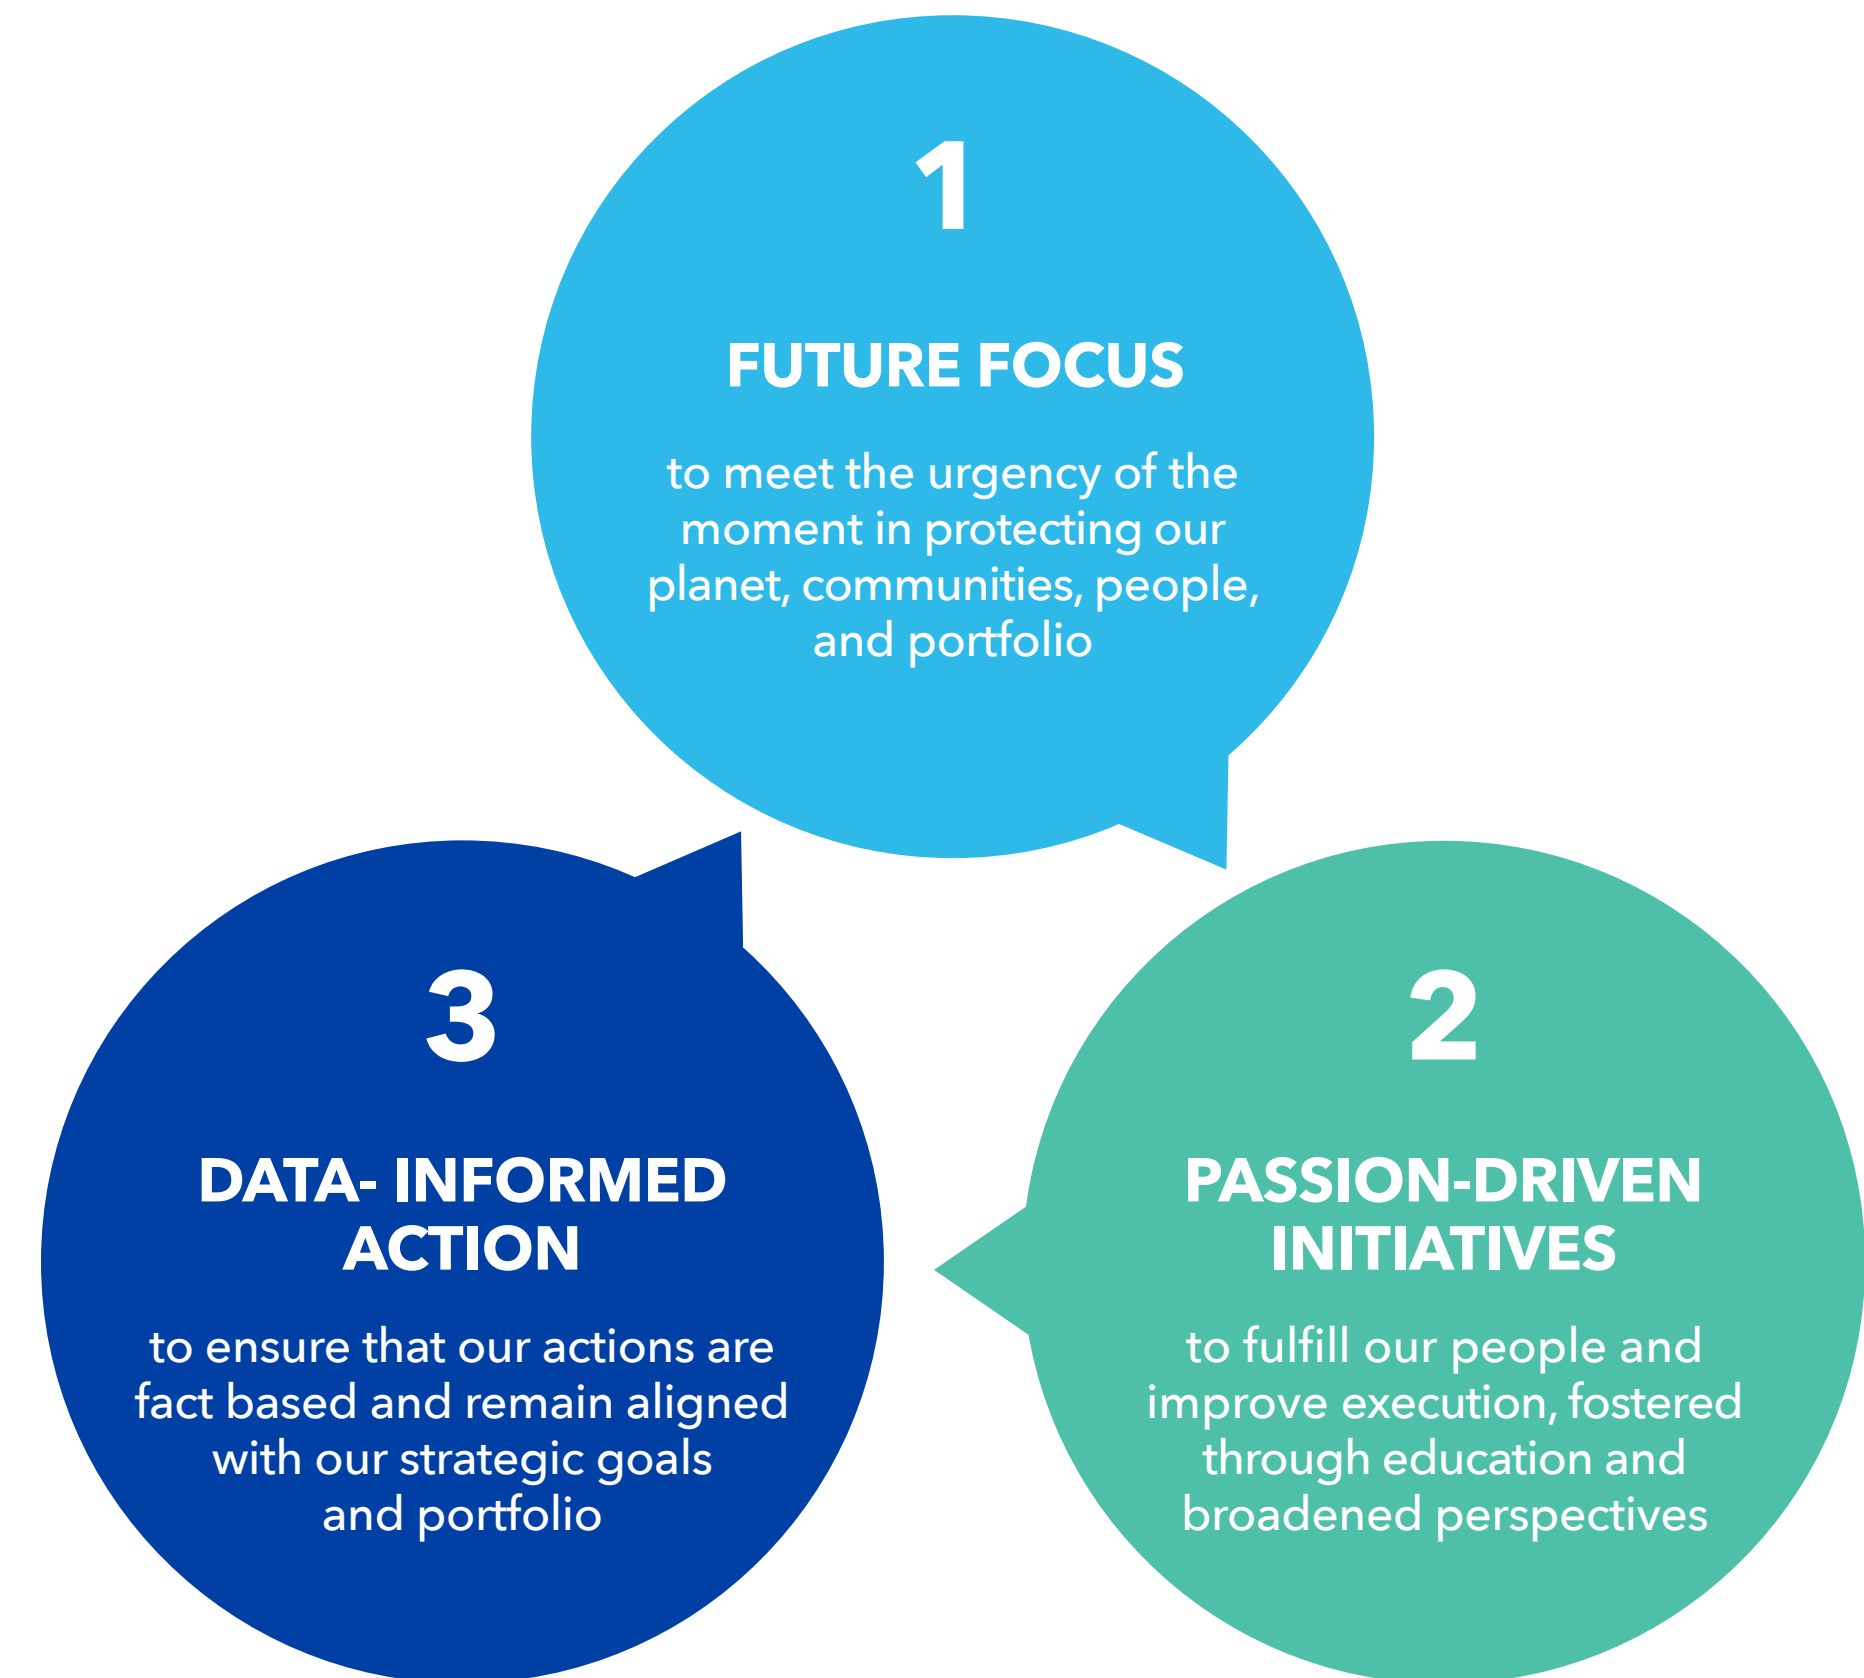 1
FUTURE FOCUS
to meet the urgency of the
moment in protecting our
planet, communities, people,
and portfolio
2
PASSION-DRIVEN
INITIATIVES
to fulfill our people and
improve execution, fostered
through education and
broadened perspectives
3
DATA- INFORMED
ACTION
to ensure that our actions are
fact based and remain aligned
with our strategic goals
and portfolio